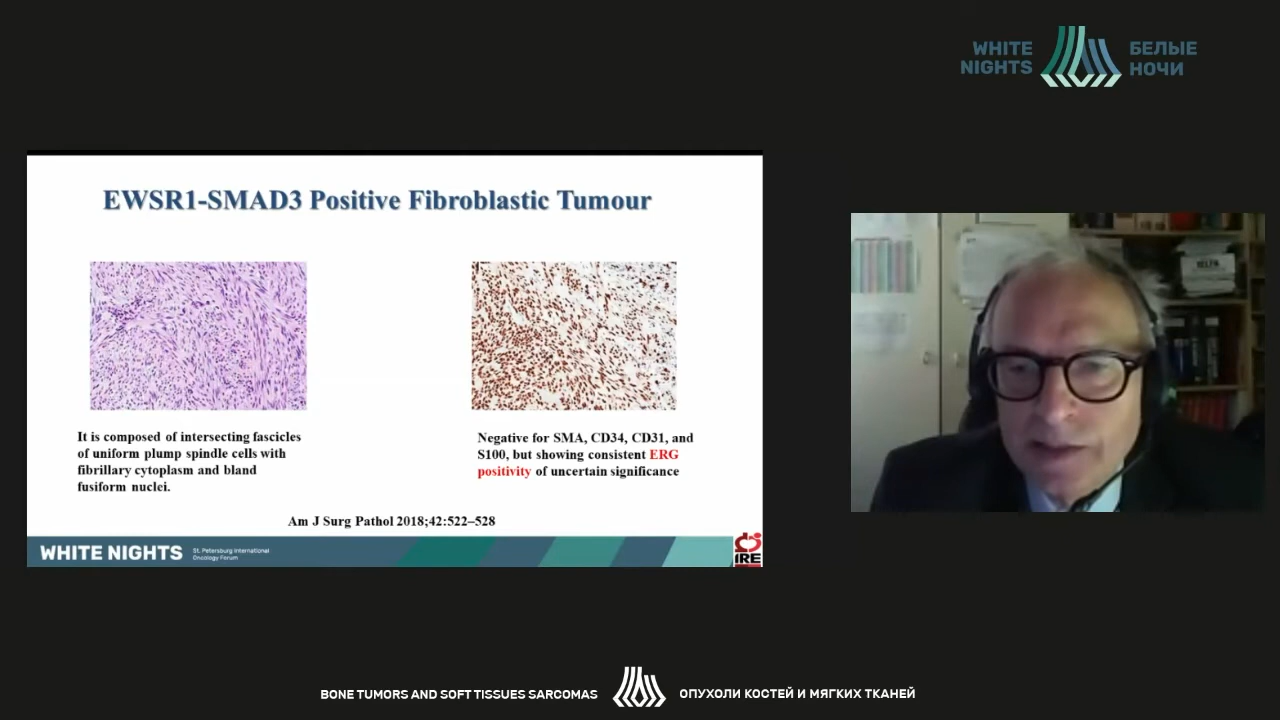 WHITE
NIGHTS
БЕЛЫЕ
НОЧИ
EWSR1-SMAD3 Positive Fibroblastic Tumour
It is composed of intersecting fascicles
of uniform plump spindle cells with
fibrillary cytoplasm and bland
fusiform nuclei.
Negative for SMA, CD34, CD31, and
S100, but showing consistent ERG
positivity of uncertain significance
Am J Surg Pathol 2018;42:522–528
WHITE NIGHTS
St. Petersburg International
Oncology Forum
IRE
BONE TUMORS AND SOFT TISSUES SARCOMAS
ОПУХОЛИ КОСТЕЙ И МЯГКИХ ТКАНЕЙ